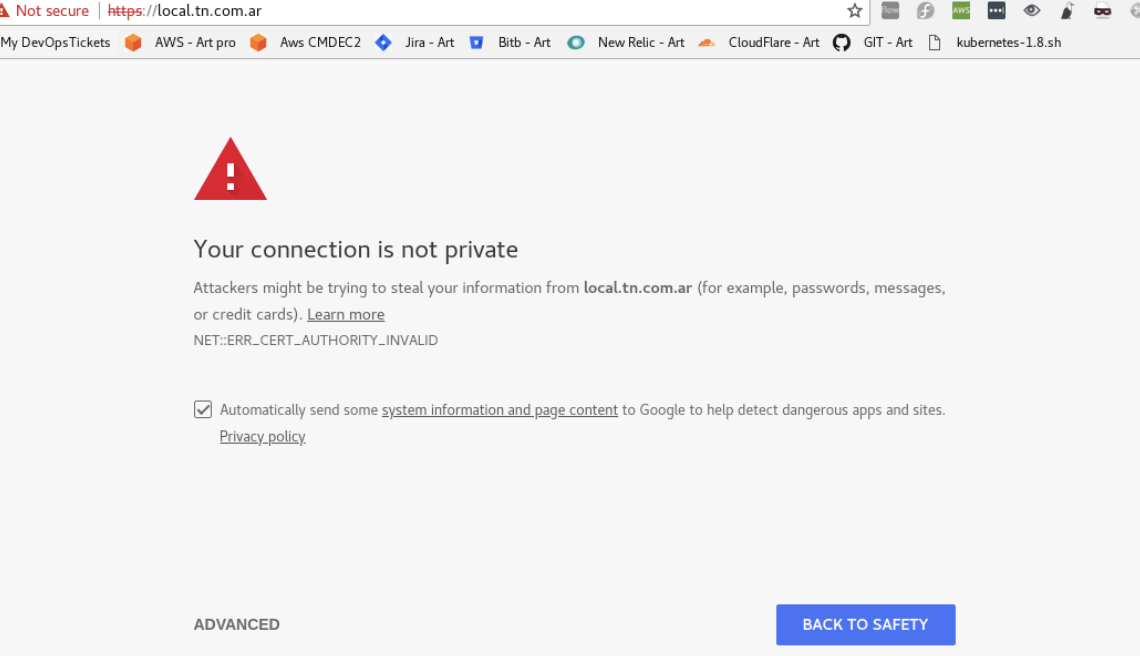 Not secure https://local.tn.com.ar
My DevOpsTickets AWS - Art pro Aws CMDEC2 Jira - Art Bitb - Art New Relic - Art CloudFlare - Art GIT - Art kubernetes-1.8.sh
Your connection is not private
Attackers might be trying to steal your information from local.tn.com.ar (for example, passwords, messages,
or credit cards). Learn more
NET::ERR_CERT_AUTHORITY_INVALID
Automatically send some system information and page content to Google to help detect dangerous apps and sites.
Privacy policy
ADVANCED BACK TO SAFETY